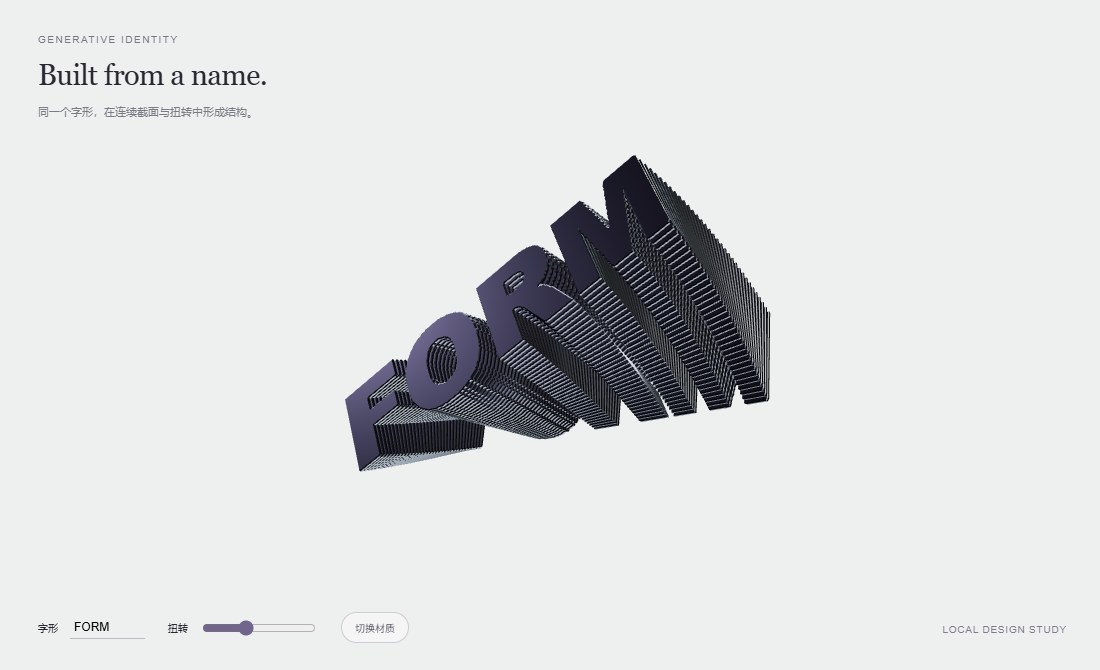 GENERATIVE IDENTITY
Built from a name.
同一个字形，在连续截面与扭转中形成结构。
FORM
字形 FORM 扭转 切换材质
LOCAL DESIGN STUDY